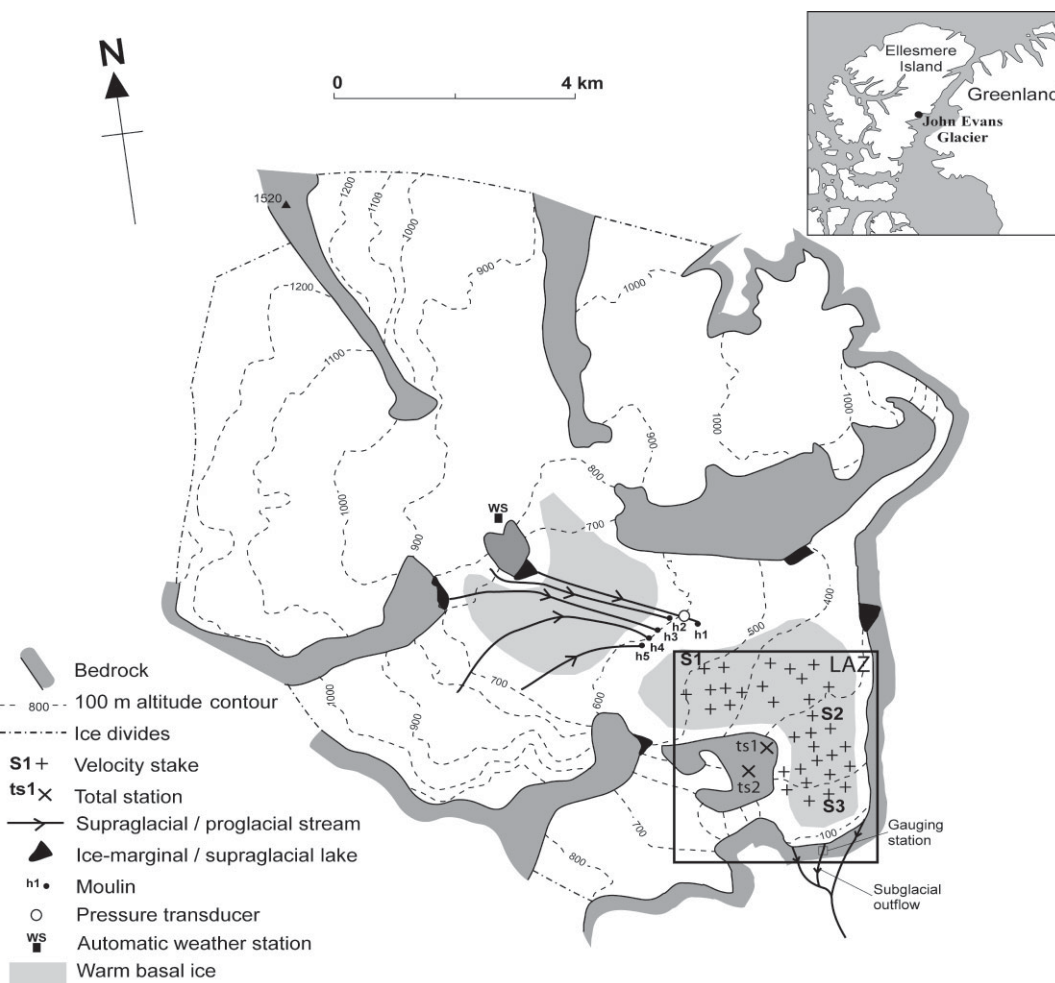 N
0 4 km
Ellesmere
Island
Greenland
John Evans
Glacier
1520
1200
1100
1000
900
1000
1200
1100
1000
1000
900
1000
800
700
WS
1000
900
400
500
h2
h1
h3
h4
h5
S1
LAZ
700
600
S2
1000
900
ts1
ts2
S3
100
700
800
Gauging
station
Subglacial
outflow
Bedrock
800 100 m altitude contour
Ice divides
S1 + Velocity stake
ts1 × Total station
Supraglacial / proglacial stream
Ice-marginal / supraglacial lake
h1 • Moulin
Pressure transducer
WS Automatic weather station
Warm basal ice